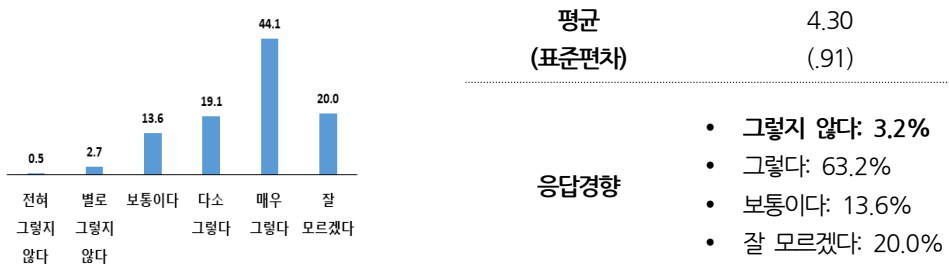 44.1
20.0
19.1
13.6
2.7
0.5
전혀 별로 보통이다 다소 매우 잘
그렇지 그렇지 그렇다 그렇다 모르겠다
않다 않다
평균 4.30
(표준편차) (.91)
응답경향
• 그렇지 않다: 3.2%
• 그렇다: 63.2%
• 보통이다: 13.6%
• 잘 모르겠다: 20.0%